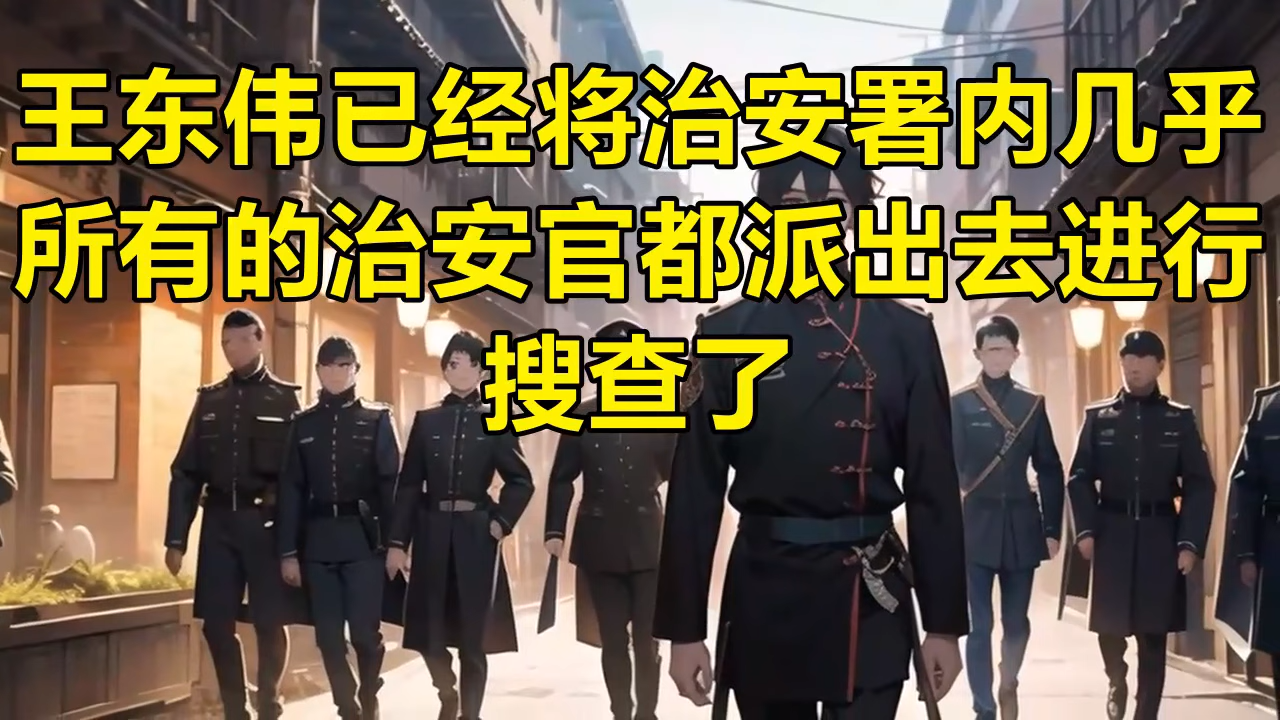 王东伟已经将治安署内几乎
所有的治安官都派出去进行
搜查了